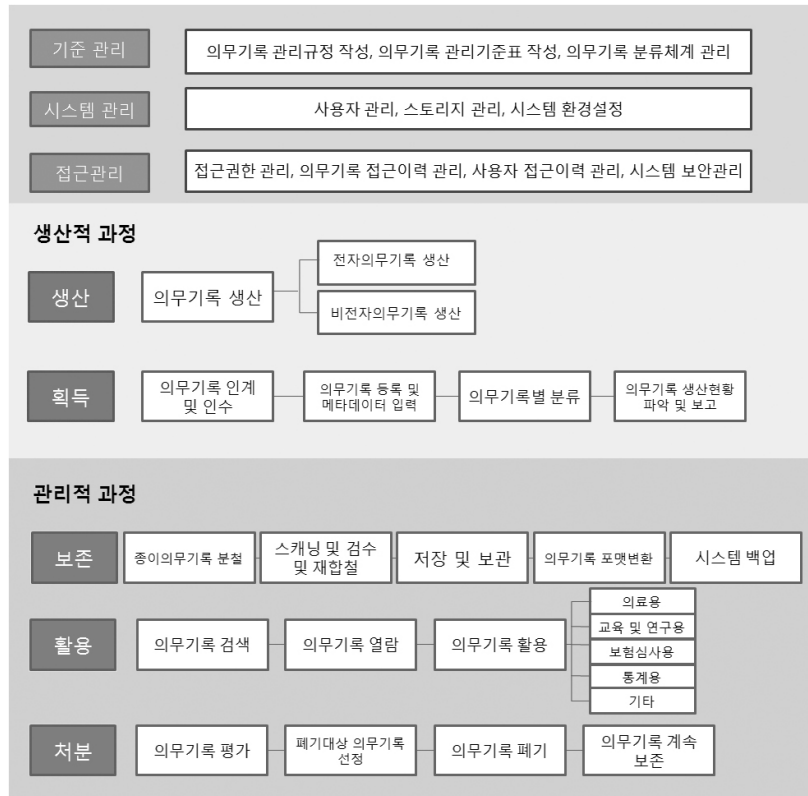 기준 관리
의무기록 관리규정 작성, 의무기록 관리기준표 작성, 의무기록 분류체계 관리
시스템 관리
사용자 관리, 스토리지 관리, 시스템 환경설정
접근관리
접근권한 관리, 의무기록 접근이력 관리, 사용자 접근이력 관리, 시스템 보안관리
생산적 과정
생산
의무기록 생산
전자의무기록 생산
비전자의무기록 생산
획득
의무기록 인계
및 인수
의무기록 등록 및
메타데이터 입력
의무기록별 분류
의무기록 생산현황
파악 및 보고
관리적 과정
보존
종이의무기록 분철
스캐닝 및 검수
및 재합철
저장 및 보관
의무기록 포맷변환
시스템 백업
활용
의무기록 검색
의무기록 열람
의무기록 활용
의료용
교육 및 연구용
보험심사용
통계용
기타
처분
의무기록 평가
폐기대상 의무기록
선정
의무기록 폐기
의무기록 계속
보존